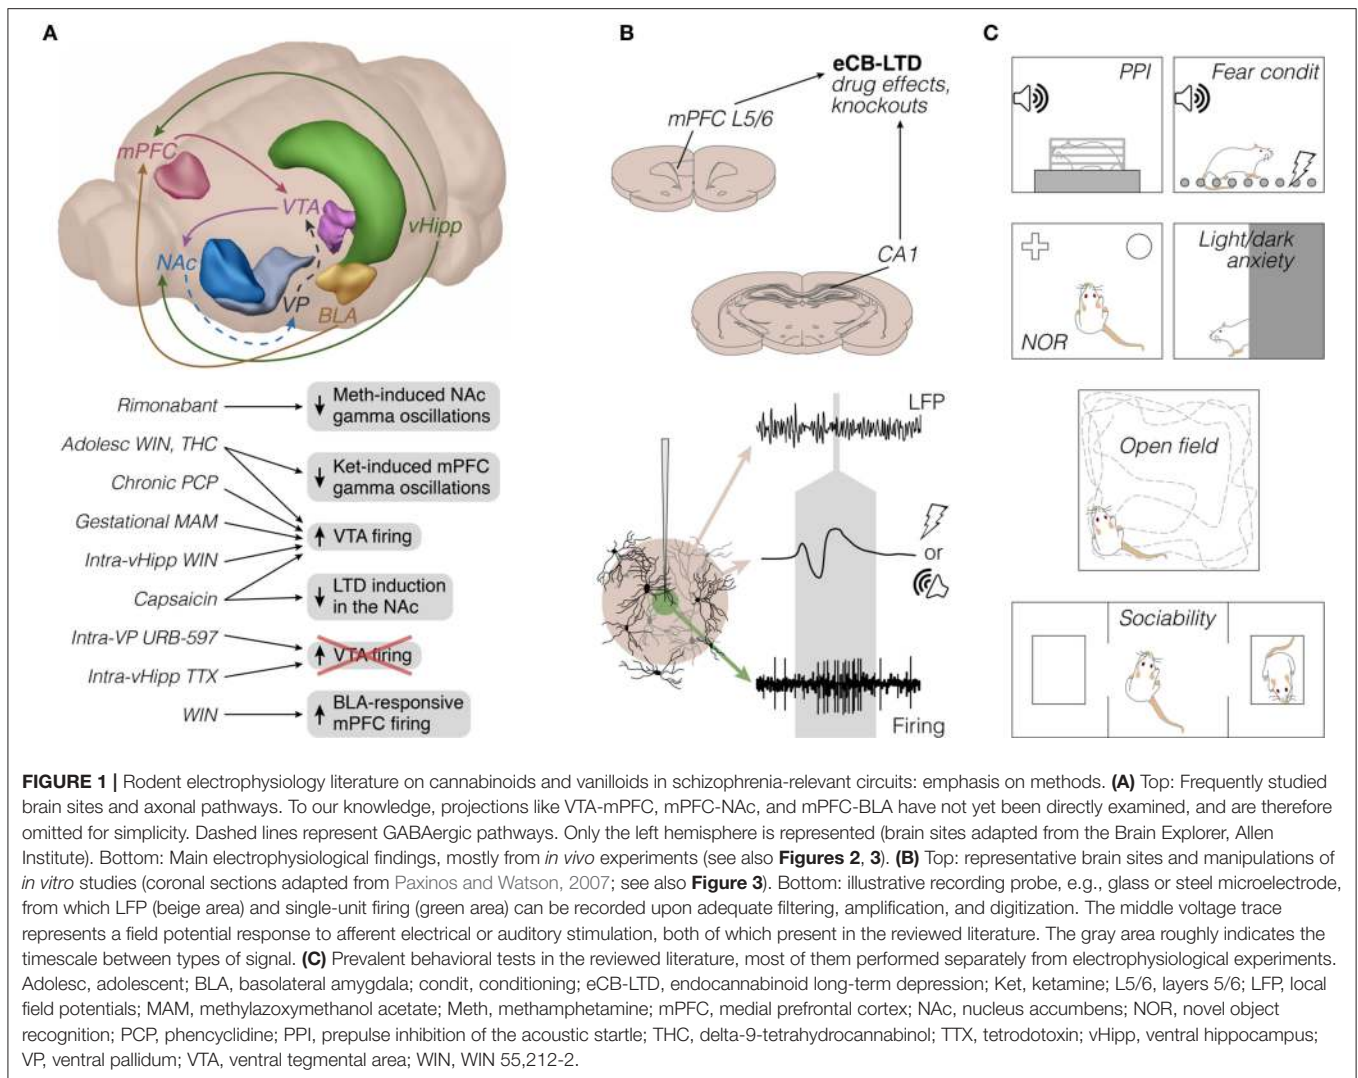 A
mPFC
VTA
vHipp
NAc
VP
BLA
Rimonabant
Adolesc WIN, THC
Chronic PCP
Gestational MAM
Intra-vHipp WIN
Capsaicin
Intra-VP URB-597
Intra-vHipp TTX
WIN
Meth-induced NAc
gamma oscillations
Ket-induced mPFC
gamma oscillations
VTA firing
LTD induction
in the NAc
VTA firing
BLA-responsive
mPFC firing
B
eCB-LTD
drug effects,
knockouts
mPFC L5/6
CA1
LFP
or
Firing
C
PPI
Fear condit
NOR
Light/dark
anxiety
Open field
Sociability
FIGURE 1 | Rodent electrophysiology literature on cannabinoids and vanilloids in schizophrenia-relevant circuits: emphasis on methods. (A) Top: Frequently studied
brain sites and axonal pathways. To our knowledge, projections like VTA-mPFC, mPFC-NAc, and mPFC-BLA have not yet been directly examined, and are therefore
omitted for simplicity. Dashed lines represent GABAergic pathways. Only the left hemisphere is represented (brain sites adapted from the Brain Explorer, Allen
Institute). Bottom: Main electrophysiological findings, mostly from in vivo experiments (see also Figures 2, 3). (B) Top: representative brain sites and manipulations of
in vitro studies (coronal sections adapted from Paxinos and Watson, 2007; see also Figure 3). Bottom: illustrative recording probe, e.g., glass or steel microelectrode,
from which LFP (beige area) and single-unit firing (green area) can be recorded upon adequate filtering, amplification, and digitization. The middle voltage trace
represents a field potential response to afferent electrical or auditory stimulation, both of which present in the reviewed literature. The gray area roughly indicates the
timescale between types of signal. (C) Prevalent behavioral tests in the reviewed literature, most of them performed separately from electrophysiological experiments.
Adolesc, adolescent; BLA, basolateral amygdala; condit, conditioning; eCB-LTD, endocannabinoid long-term depression; Ket, ketamine; L5/6, layers 5/6; LFP, local
field potentials; MAM, methylazoxymethanol acetate; Meth, methamphetamine; mPFC, medial prefrontal cortex; NAc, nucleus accumbens; NOR, novel object
recognition; PCP, phencyclidine; PPI, prepulse inhibition of the acoustic startle; THC, delta-9-tetrahydrocannabinol; TTX, tetrodotoxin; vHipp, ventral hippocampus;
VP, ventral pallidum; VTA, ventral tegmental area; WIN, WIN 55,212-2.